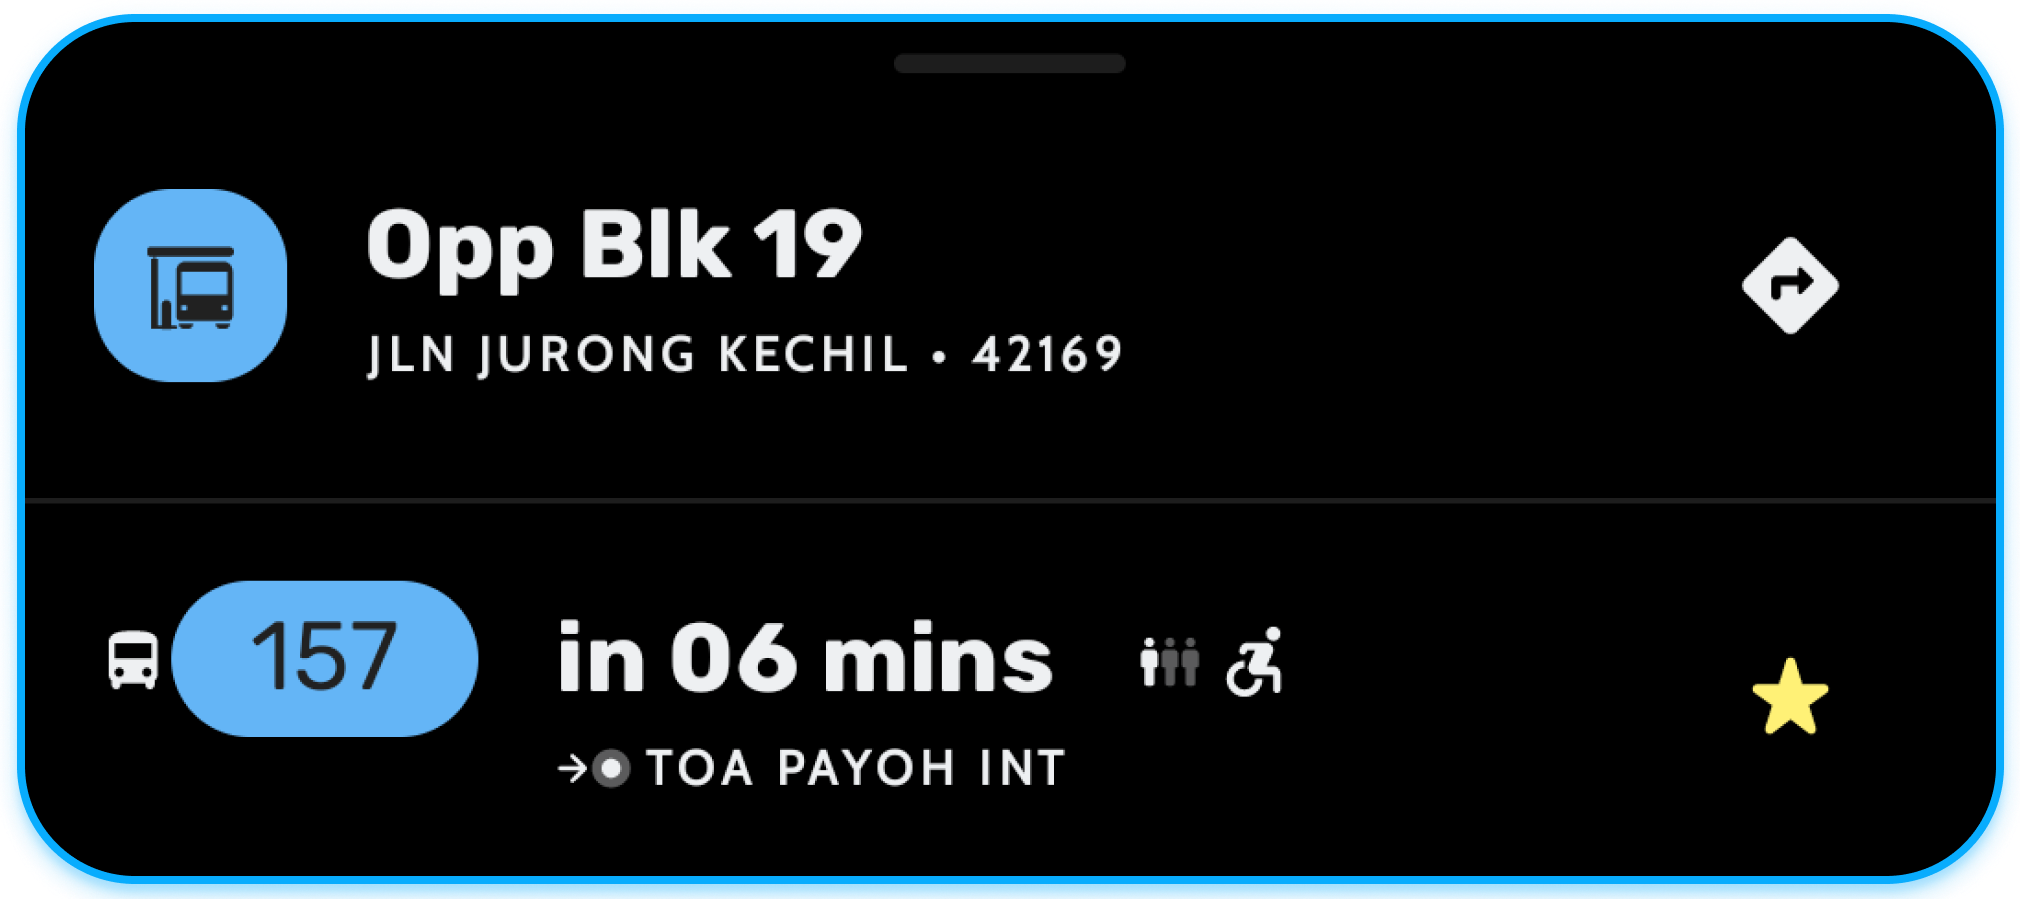 Opp Blk 19
JLN JURONG KECHIL • 42169
157
in 06 mins
TOA PAYOH INT